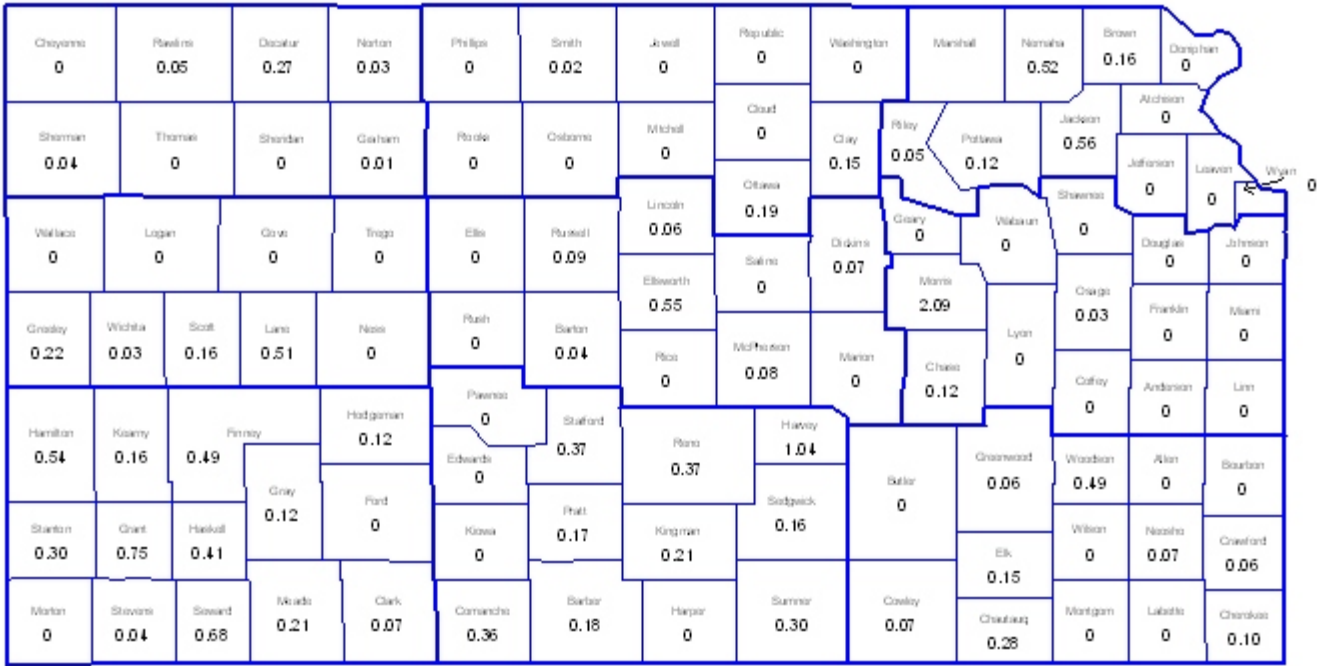 Cheyenne Rawlins Decatur Norton Phillips Smith Jewell Republic Washington Marshall Nemaha Brown Doniphan
0 0.05 0.27 0.03 0 0.02 0 0 0 0.52 0.16 0
Sherman Thomas Sheridan Graham Rooks Osborne Mitchell Cloud Clay Riley Pottawa Jackson Atchison
0.04 0 0 0.01 0 0 0 0 0.15 0.05 0.12 0.56 0
Jefferson Leaven Wyan
0 0 0
Wallace Logan Gove Trego Ellis Russell Lincoln Ottawa Dickins Geary Wabaun Shawnee Douglas Johnson
0 0 0 0 0 0.09 0.06 0.19 0.07 0 0 0 0 0
Ellsworth Saline Morris Osage Franklin Miami
0.55 0 2.09 0.03 0 0
Greeley Wichita Scott Lane Ness Rush Barton Rice McPherson Marion Chase Lyon Coffey Anderson Linn
0.22 0.03 0.16 0.51 0 0 0.04 0 0.08 0 0.12 0 0 0 0
Hamilton Kearny Finney Hodgeman Pawnee Stafford Reno Harvey
0.54 0.16 0.49 0.12 0 0.37 0.37 1.04
Gray Ford Edwards Sedgwick Butler Greenwood Woodson Allen Bourbon
0.12 0 0 0.16 0 0.06 0.49 0 0
Stanton Grant Haskell Kiowa Pratt Kingman Elk Wilson Neosho Crawford
0.30 0.75 0.41 0 0.17 0.21 0.15 0 0.07 0.06
Morton Stevens Seward Meade Clark Comanche Barber Harper Sumner Cowley Chautauq Montgom Labette Cherokee
0 0.04 0.68 0.21 0.07 0.36 0.18 0 0.30 0.07 0.28 0 0 0.10